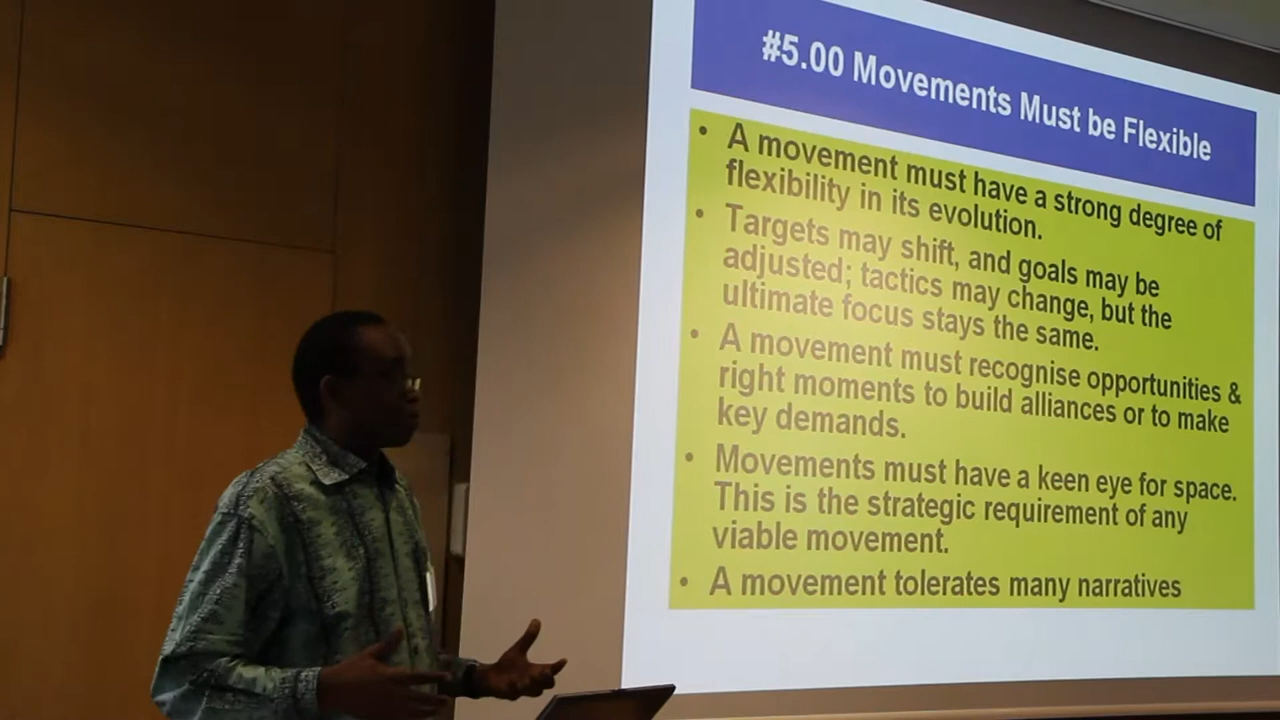 #5.00 Movements Must be Flexible
• A movement must have a strong degree of
flexibility in its evolution.
• Targets may shift, and goals may be
adjusted; tactics may change, but the
ultimate focus stays the same.
• A movement must recognise opportunities &
right moments to build alliances or to make
key demands.
• Movements must have a keen eye for space.
This is the strategic requirement of any
viable movement.
• A movement tolerates many narratives